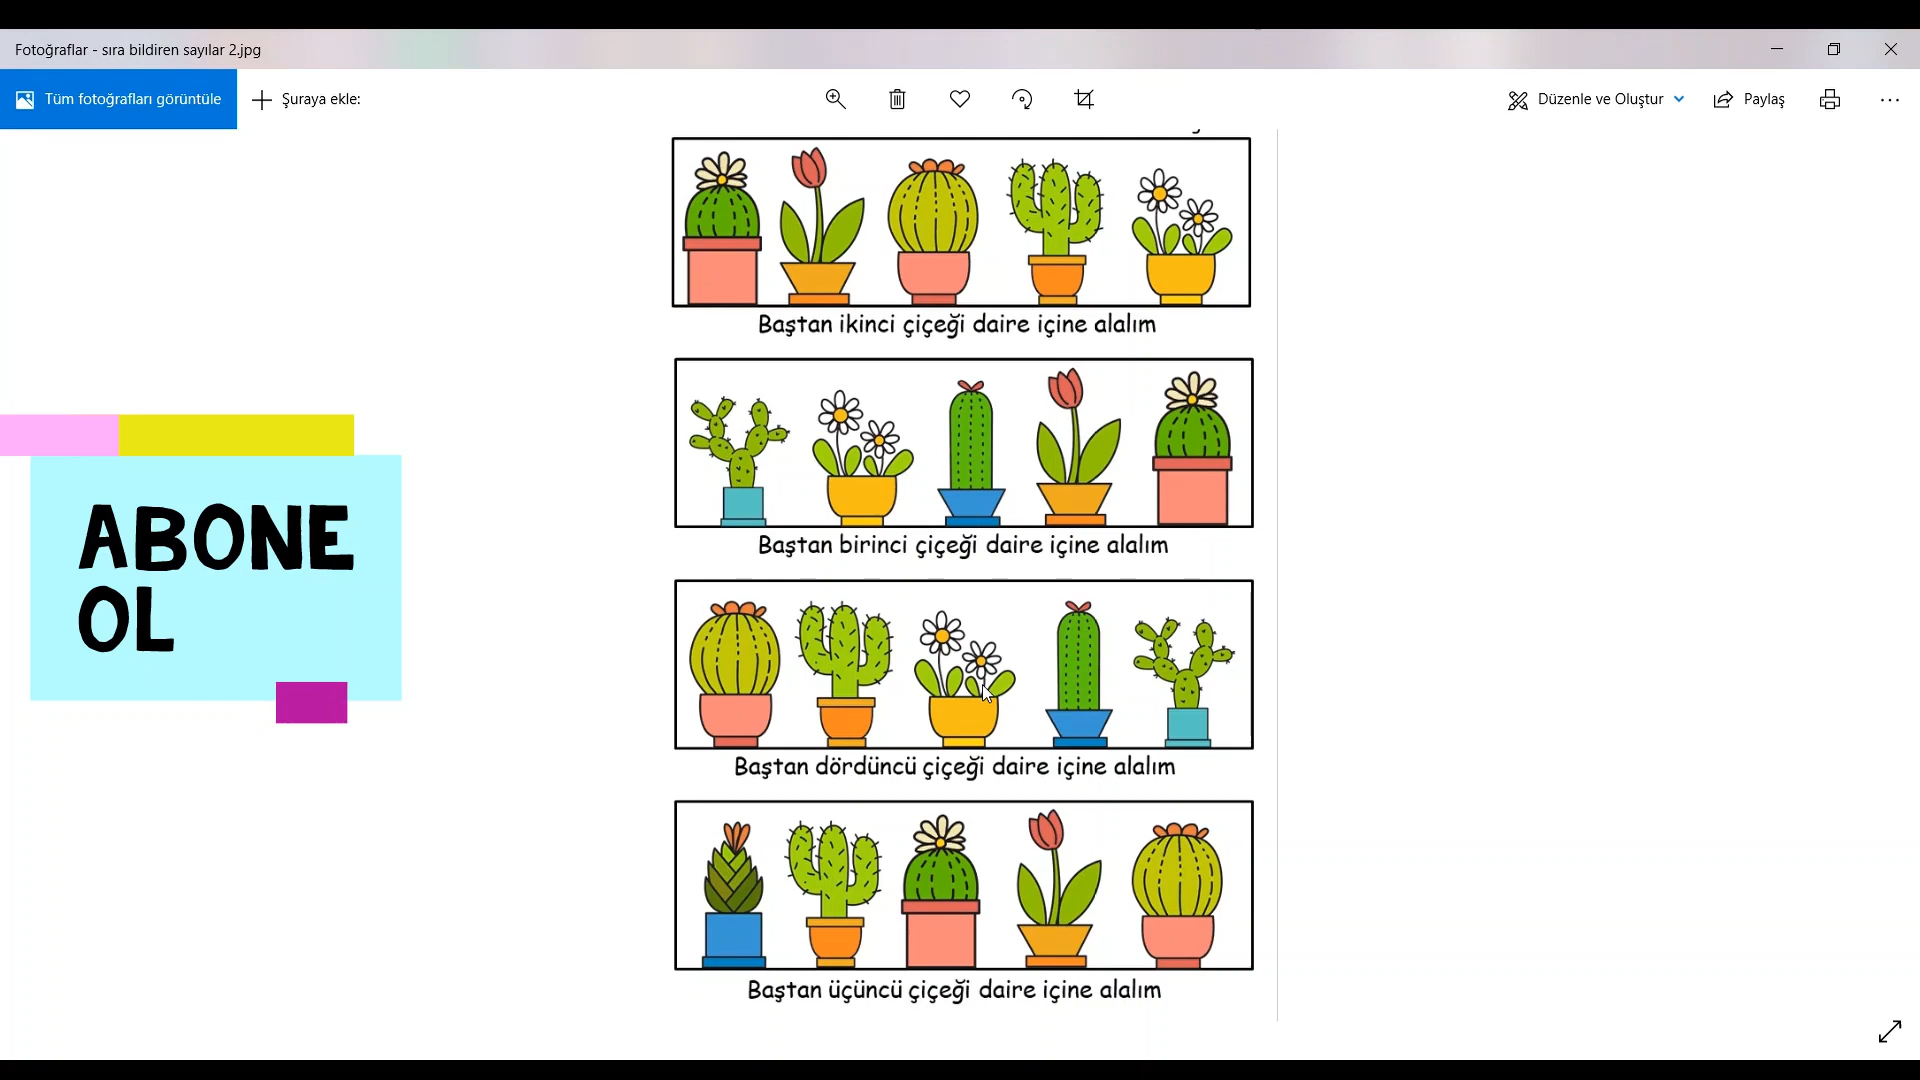 Fotoğraflar - sıra bildiren sayılar 2.jpg
Tüm fotoğrafları görüntüle
Şuraya ekle:
Düzenle ve Oluştur
Paylaş
Baştan ikinci çiçeği daire içine alalım
Baştan birinci çiçeği daire içine alalım
ABONE
OL
Baştan dördüncü çiçeği daire içine alalım
Baştan üçüncü çiçeği daire içine alalım